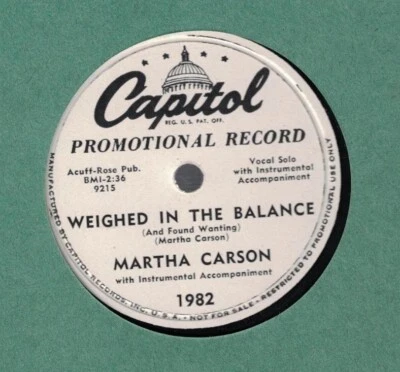 Capitol
REG. U.S. PAT. OFF.
PROMOTIONAL RECORD
Acuff-Rose Pub.
BMI-2:36
9215
Vocal Solo
with Instrumental
Accompaniment
WEIGHED IN THE BALANCE
(And Found Wanting)
(Martha Carson)
MARTHA CARSON
with Instrumental Accompaniment
1982
MANUFACTURED BY CAPITOL RECORDS, INC. U.S.A. - NOT FOR SALE - RESTRICTED TO PROMOTIONAL USE ONLY